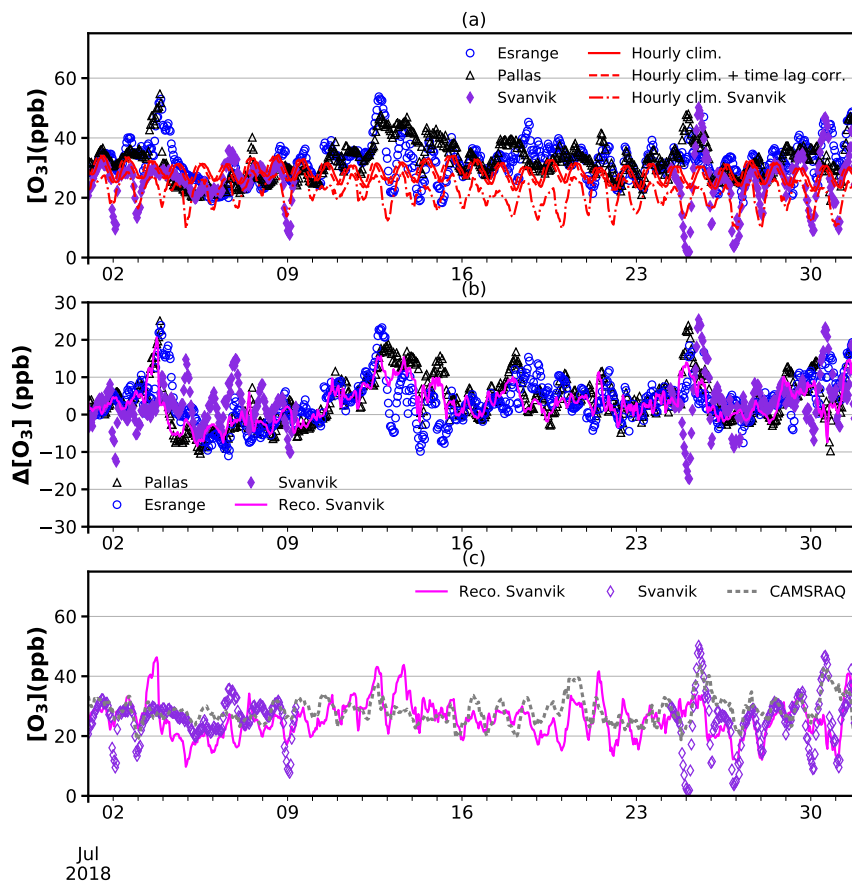 (a)
Esrange
Pallas
Svanvik
Hourly clim.
Hourly clim. + time lag corr.
Hourly clim. Svanvik
[O₃](ppb)
60
40
20
0
02 09 16 23 30
(b)
Δ[O₃] (ppb)
30
20
10
0
−10
−20
−30
Pallas
Esrange
Svanvik
Reco. Svanvik
02 09 16 23 30
(c)
Reco. Svanvik Svanvik CAMSRAQ
[O₃](ppb)
60
40
20
0
02 09 16 23 30
Jul
2018